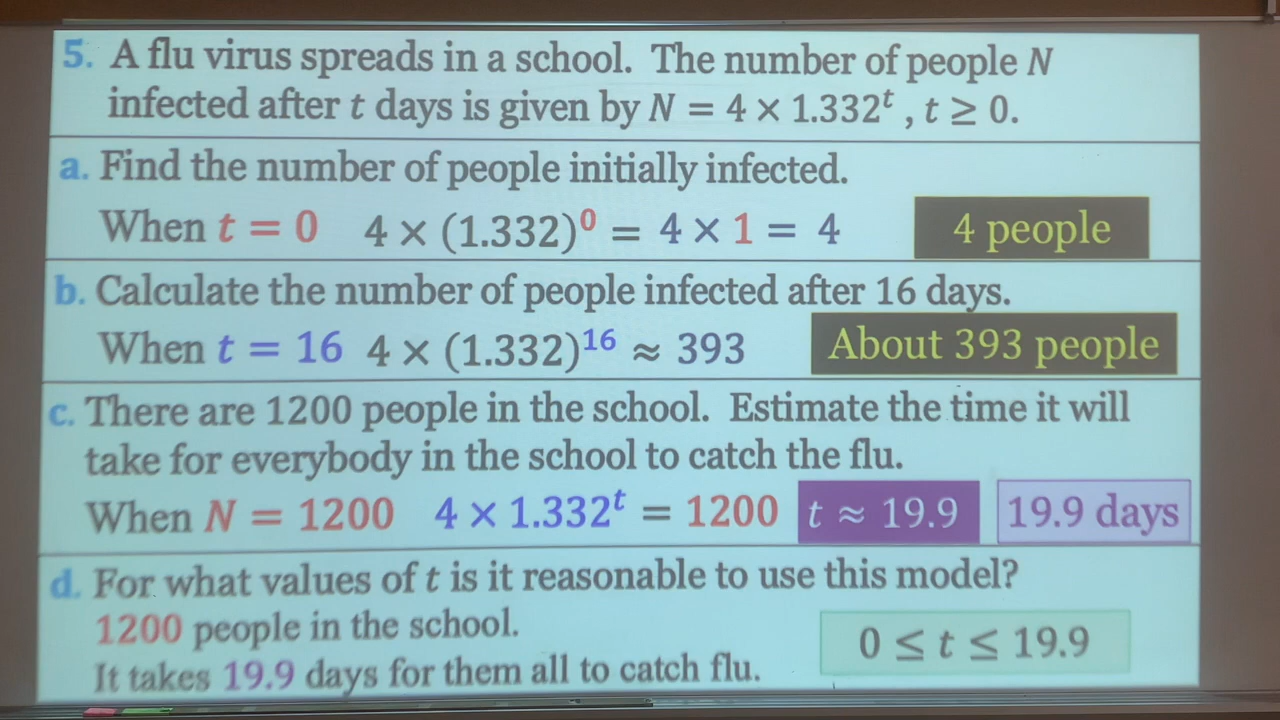 5. A flu virus spreads in a school. The number of people N
infected after t days is given by N = 4 × 1.332ᵗ , t ≥ 0.
a. Find the number of people initially infected.
When t = 0 4 × (1.332)⁰ = 4 × 1 = 4 4 people
b. Calculate the number of people infected after 16 days.
When t = 16 4 × (1.332)¹⁶ ≈ 393 About 393 people
c. There are 1200 people in the school. Estimate the time it will
take for everybody in the school to catch the flu.
When N = 1200 4 × 1.332ᵗ = 1200 t ≈ 19.9 19.9 days
d. For what values of t is it reasonable to use this model?
1200 people in the school.
It takes 19.9 days for them all to catch flu.
0 ≤ t ≤ 19.9